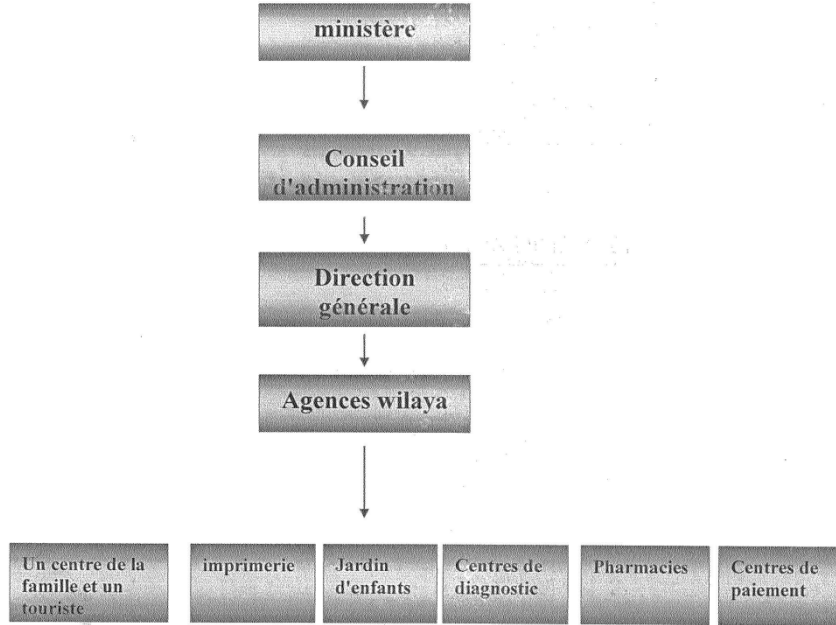 ministère
Conseil
d'administration
Direction
générale
Agences wilaya
Un centre de la
famille et un
touriste
imprimerie
Jardin
d'enfants
Centres de
diagnostic
Pharmacies
Centres de
paiement